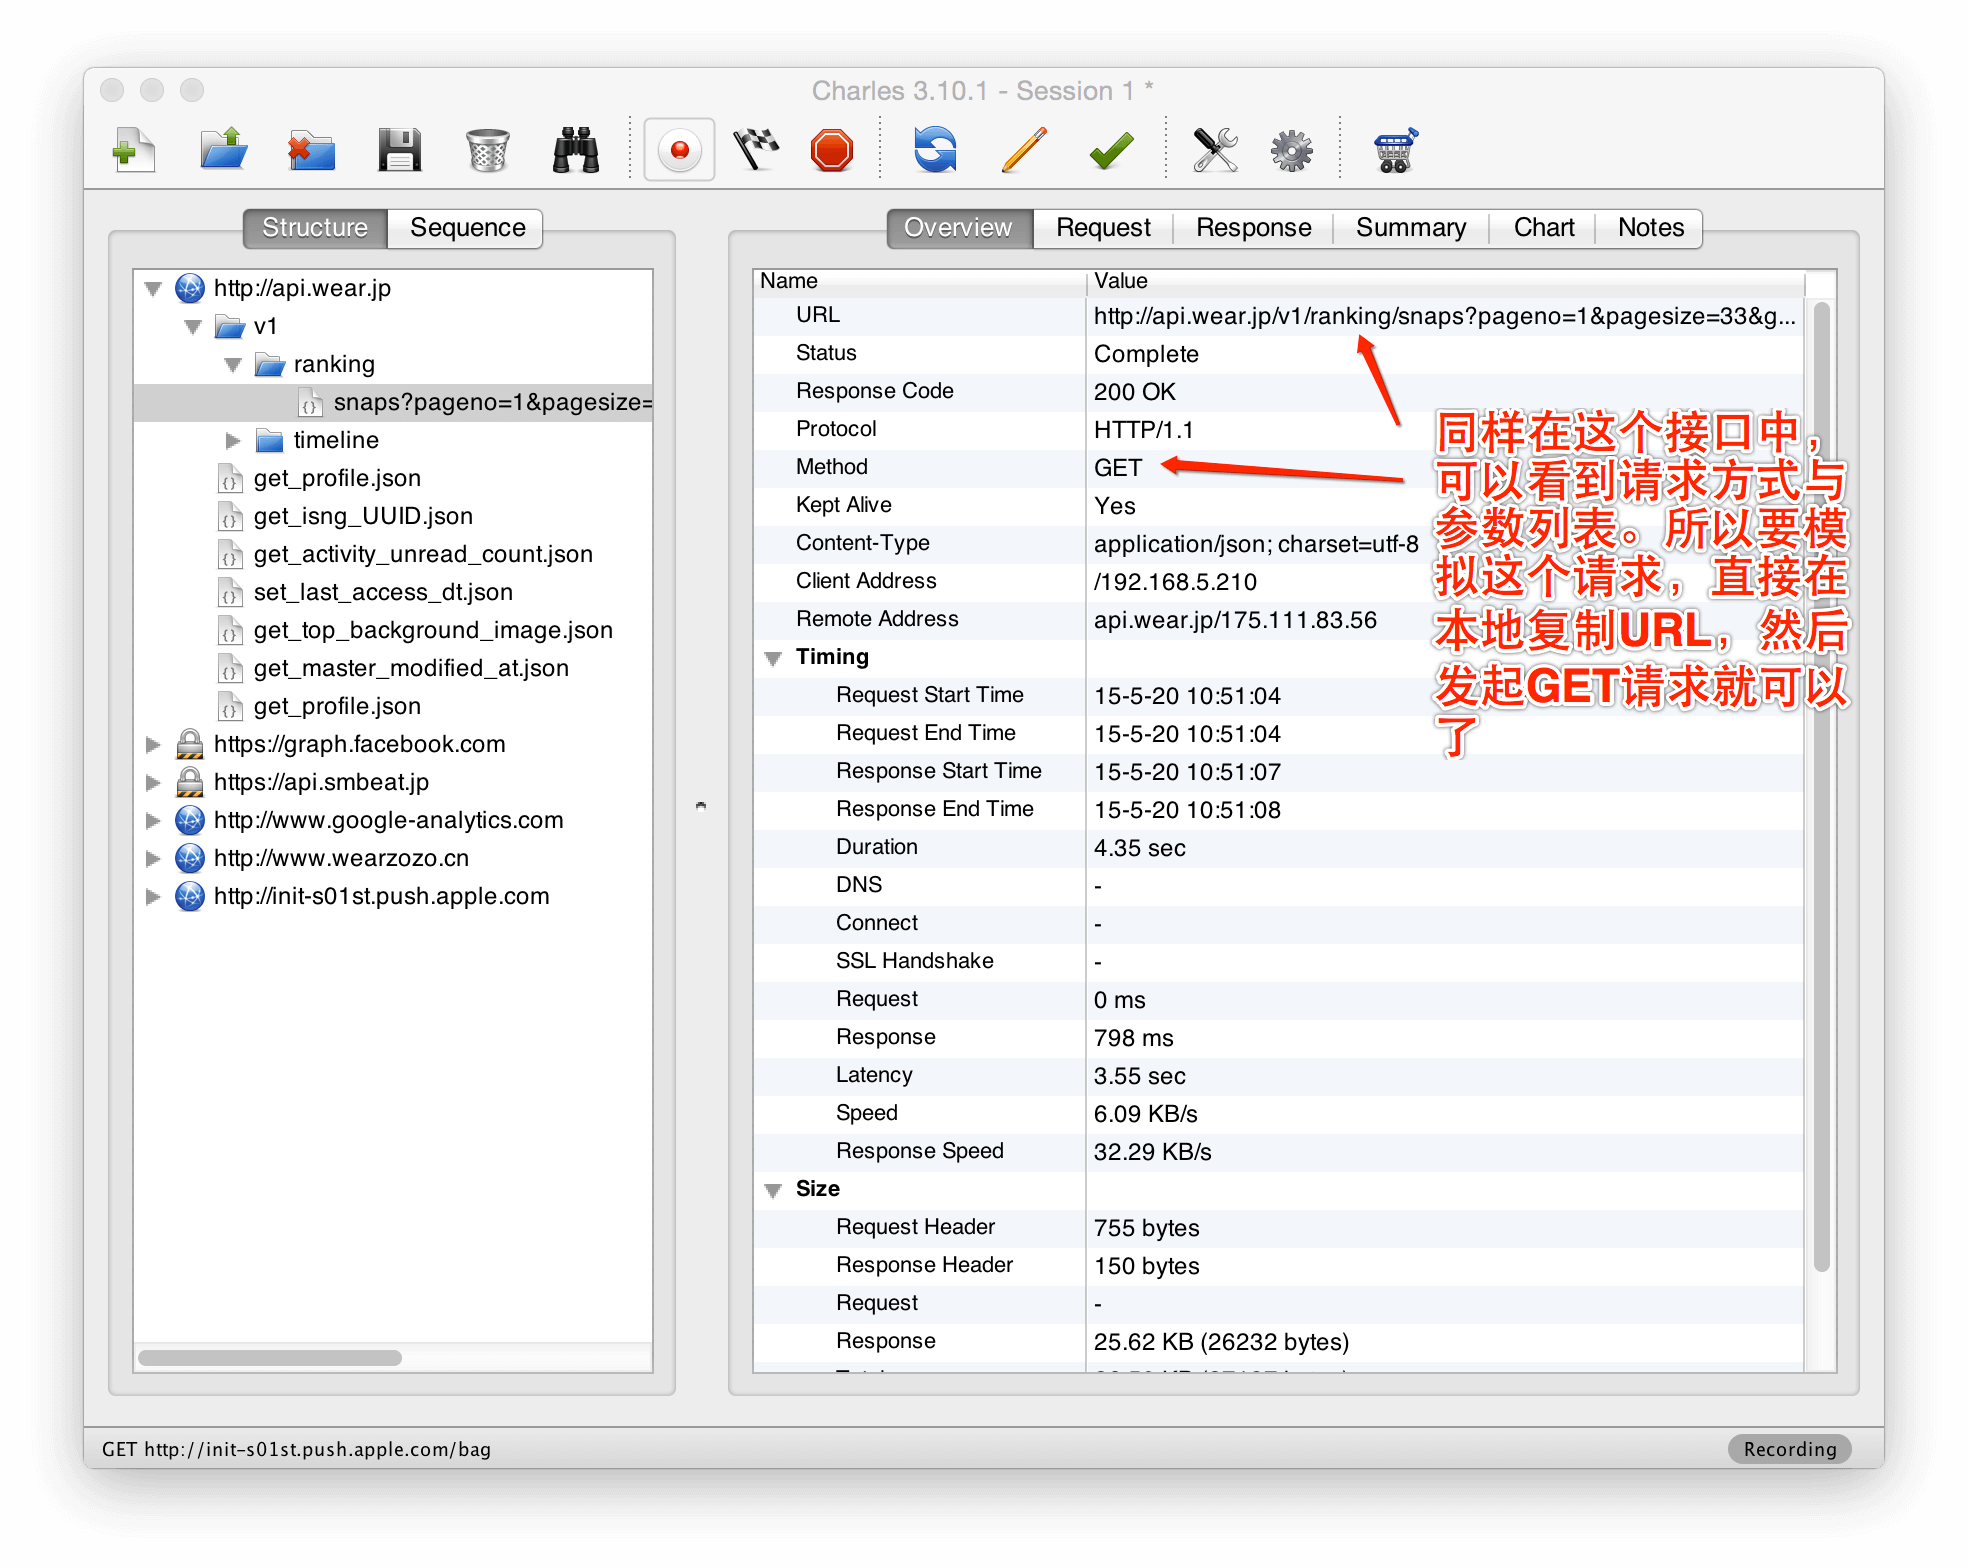 Charles 3.10.1 - Session 1 *
Structure
Sequence
http://api.wear.jp
v1
ranking
snaps?pageno=1&pagesize=
timeline
get_profile.json
get_isng_UUID.json
get_activity_unread_count.json
set_last_access_dt.json
get_top_background_image.json
get_master_modified_at.json
get_profile.json
https://graph.facebook.com
https://api.smbeat.jp
http://www.google-analytics.com
http://www.wearzozo.cn
http://init-s01st.push.apple.com
Overview
Request
Response
Summary
Chart
Notes
Name Value
URL http://api.wear.jp/v1/ranking/snaps?pageno=1&pagesize=33&g...
Status Complete
Response Code 200 OK
Protocol HTTP/1.1
Method GET
Kept Alive Yes
Content-Type application/json; charset=utf-8
Client Address /192.168.5.210
Remote Address api.wear.jp/175.111.83.56
Timing
Request Start Time 15-5-20 10:51:04
Request End Time 15-5-20 10:51:04
Response Start Time 15-5-20 10:51:07
Response End Time 15-5-20 10:51:08
Duration 4.35 sec
DNS -
Connect -
SSL Handshake -
Request 0 ms
Response 798 ms
Latency 3.55 sec
Speed 6.09 KB/s
Response Speed 32.29 KB/s
Size
Request Header 755 bytes
Response Header 150 bytes
Request -
Response 25.62 KB (26232 bytes)
同样在这个接口中，
可以看到请求方式与
参数列表。所以要模
拟这个请求，直接在
本地复制URL，然后
发起GET请求就可以
了
GET http://init-s01st.push.apple.com/bag
Recording